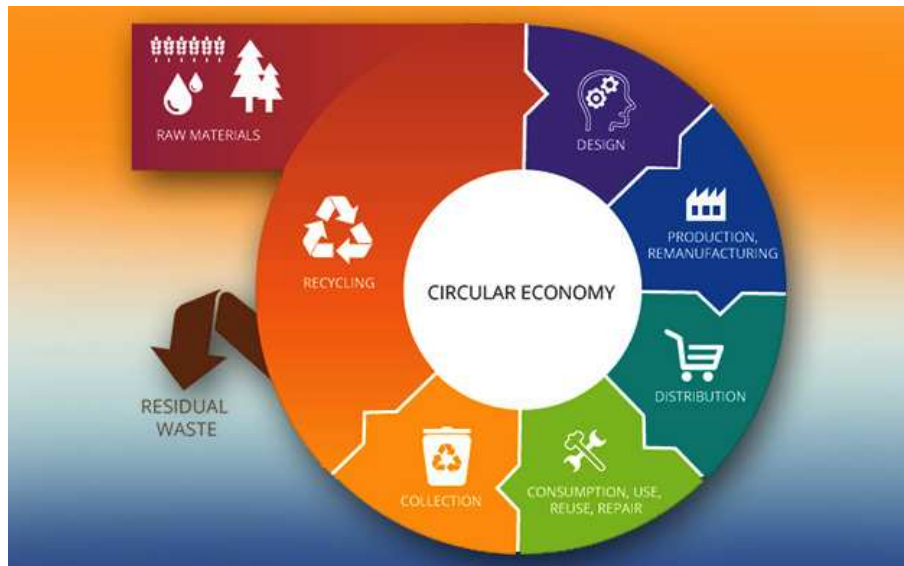 RAW MATERIALS
DESIGN
PRODUCTION,
REMANUFACTURING
RECYCLING
CIRCULAR ECONOMY
DISTRIBUTION
RESIDUAL
WASTE
COLLECTION
CONSUMPTION, USE,
REUSE, REPAIR